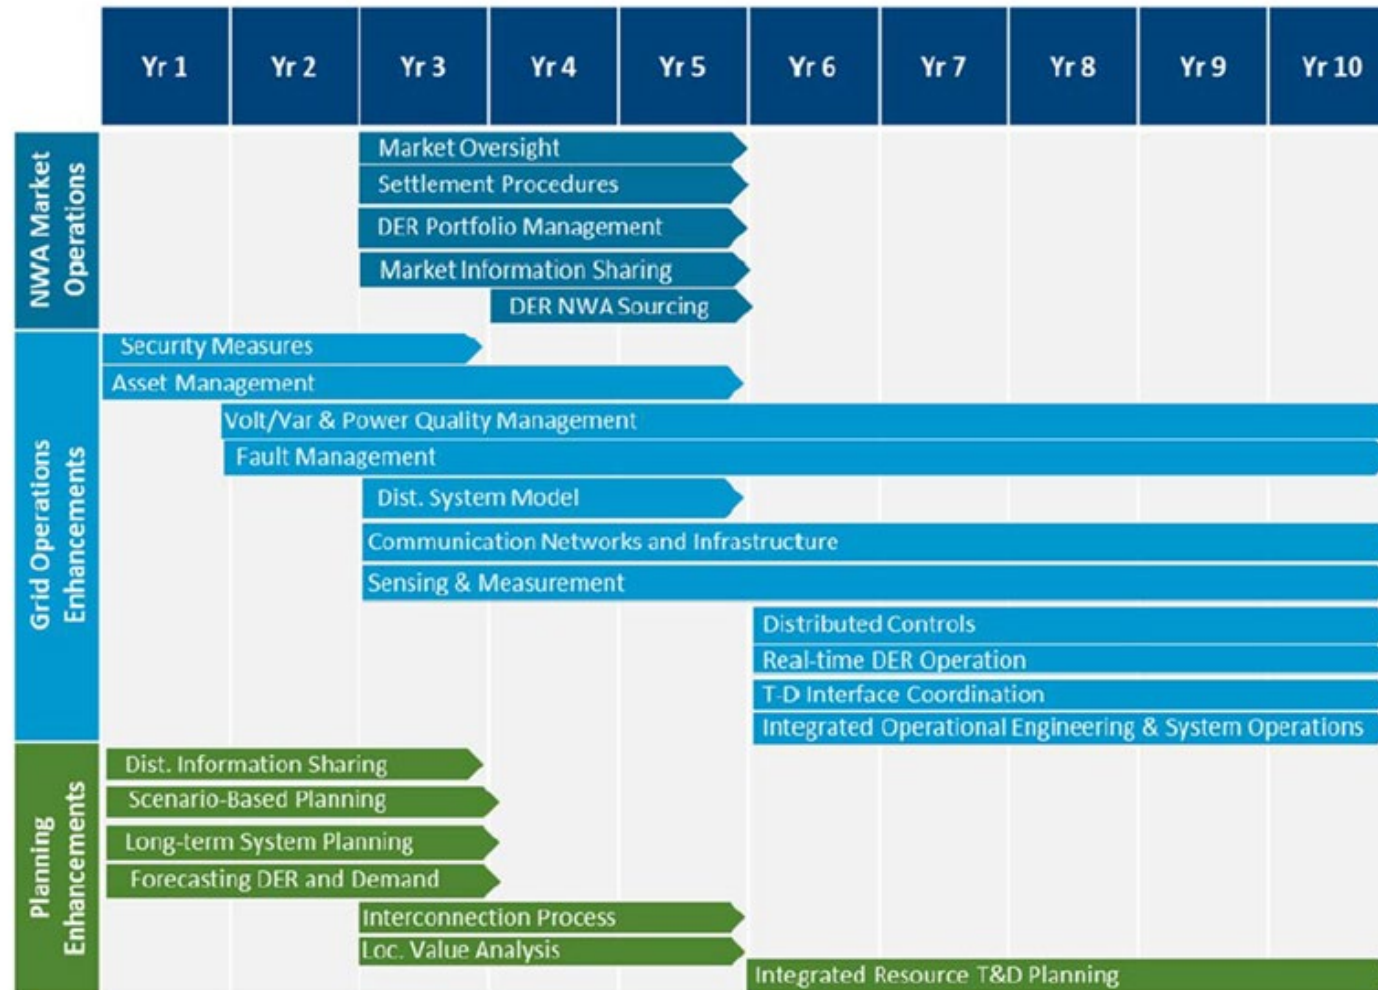 Yr 1 Yr 2 Yr 3 Yr 4 Yr 5 Yr 6 Yr 7 Yr 8 Yr 9 Yr 10
NWA Market
Operations
Market Oversight
Settlement Procedures
DER Portfolio Management
Market Information Sharing
DER NWA Sourcing
Grid Operations
Enhancements
Security Measures
Asset Management
Volt/Var & Power Quality Management
Fault Management
Dist. System Model
Communication Networks and Infrastructure
Sensing & Measurement
Distributed Controls
Real-time DER Operation
T-D Interface Coordination
Integrated Operational Engineering & System Operations
Planning
Enhancements
Dist. Information Sharing
Scenario-Based Planning
Long-term System Planning
Forecasting DER and Demand
Interconnection Process
Loc. Value Analysis
Integrated Resource T&D Planning